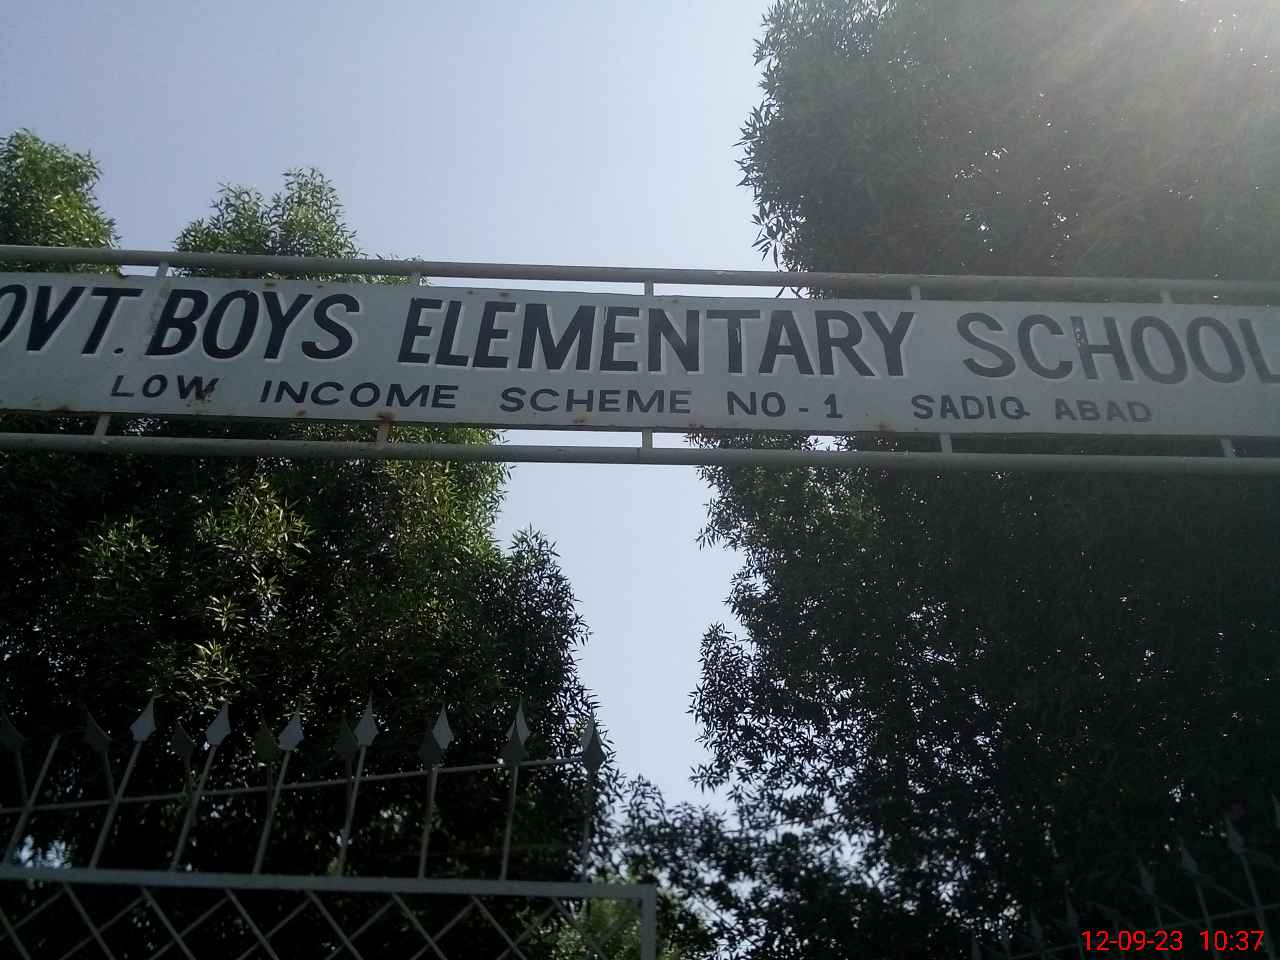 OVT. BOYS ELEMENTARY SCHOOL
LOW INCOME SCHEME NO-1 SADIQ ABAD
12-09-23 10:37